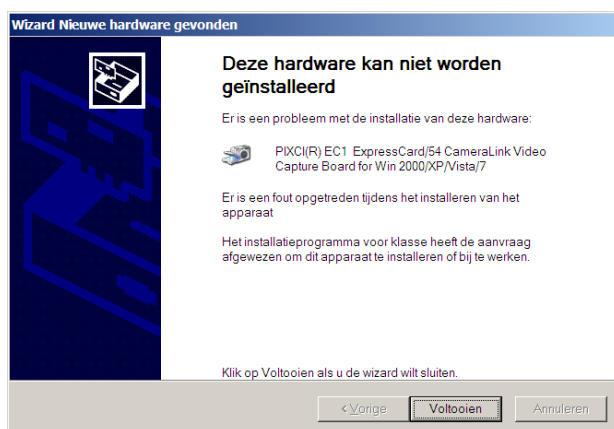 Wizard Nieuwe hardware gevonden
Deze hardware kan niet worden
geïnstalleerd
Er is een probleem met de installatie van deze hardware:
PIXCI(R) EC1 ExpressCard/54 CameraLink Video
Capture Board for Win 2000/XP/Vista/7
Er is een fout opgetreden tijdens het installeren van het
apparaat
Het installatieprogramma voor klasse heeft de aanvraag
afgewezen om dit apparaat te installeren of bij te werken.
Klik op Voltooien als u de wizard wilt sluiten.
< Vorige Voltooien Annuleren